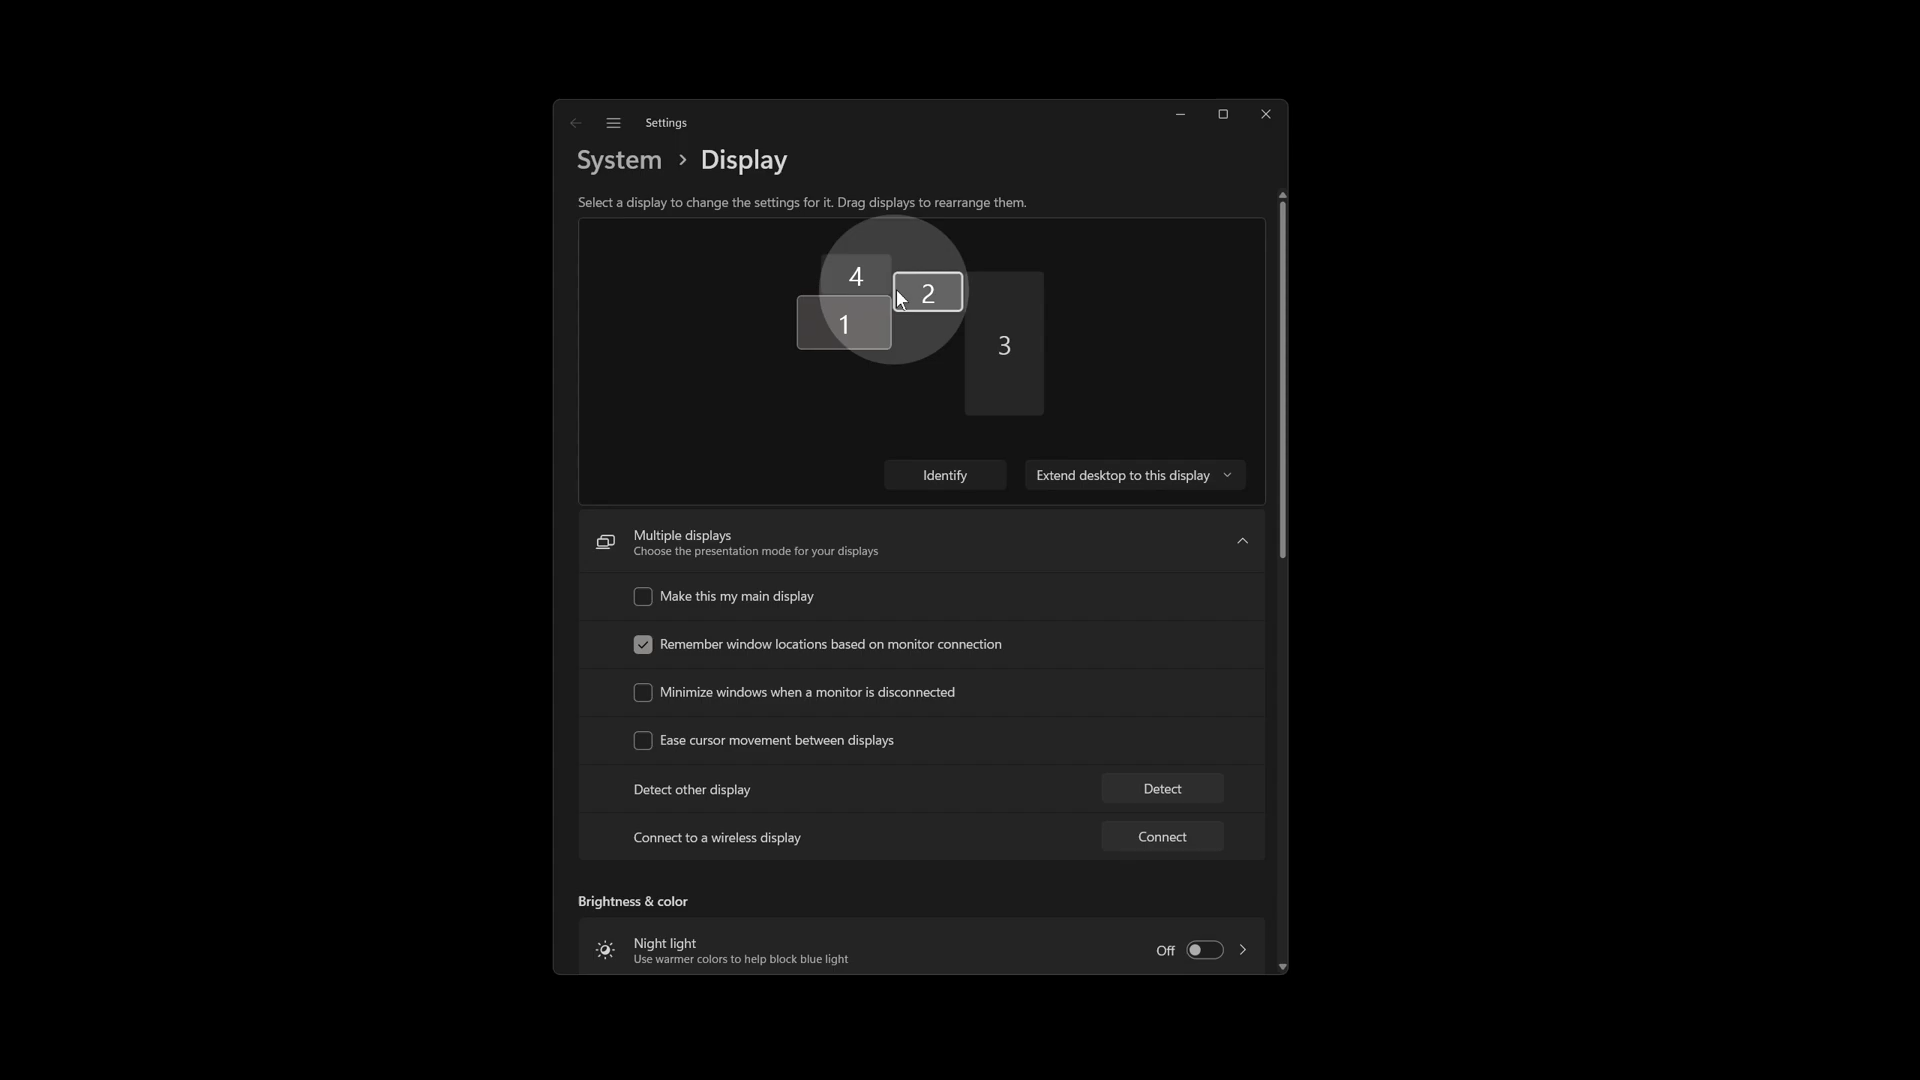 Settings
System > Display
Select a display to change the settings for it. Drag displays to rearrange them.
4
2
1
3
Identify
Extend desktop to this display
Multiple displays
Choose the presentation mode for your displays
Make this my main display
Remember window locations based on monitor connection
Minimize windows when a monitor is disconnected
Ease cursor movement between displays
Detect other display
Detect
Connect to a wireless display
Connect
Brightness & color
Night light
Off
Use warmer colors to help block blue light